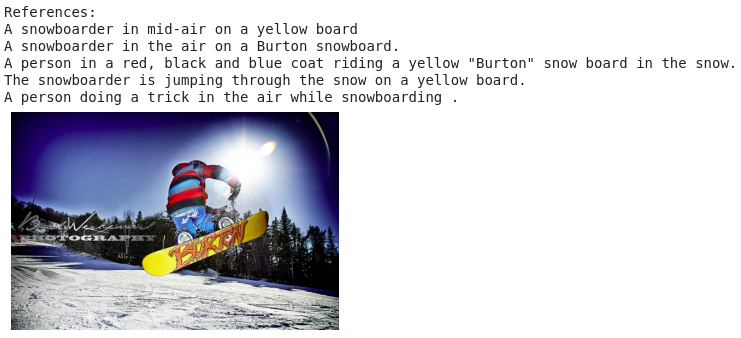 References:
A snowboarder in mid-air on a yellow board
A snowboarder in the air on a Burton snowboard.
A person in a red, black and blue coat riding a yellow "Burton" snow board in the snow.
The snowboarder is jumping through the snow on a yellow board.
A person doing a trick in the air while snowboarding .
PHOTOGRAPHY
BURTON